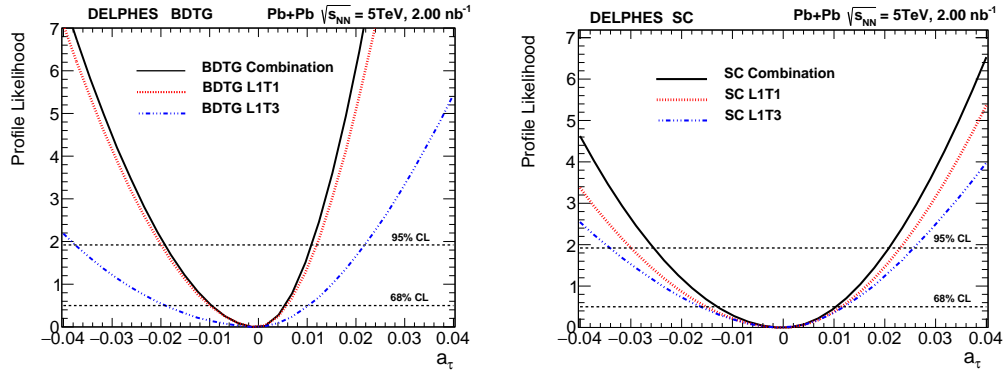 DELPHES BDTG Pb+Pb √s_NN = 5TeV, 2.00 nb⁻¹
Profile Likelihood
7
6
5
4
3
2
1
0
BDTG Combination
BDTG L1T1
BDTG L1T3
95% CL
68% CL
−0.04 −0.03 −0.02 −0.01 0 0.01 0.02 0.03 0.04
a_τ
DELPHES SC Pb+Pb √s_NN = 5TeV, 2.00 nb⁻¹
Profile Likelihood
7
6
5
4
3
2
1
0
SC Combination
SC L1T1
SC L1T3
95% CL
68% CL
−0.04 −0.03 −0.02 −0.01 0 0.01 0.02 0.03 0.04
a_τ